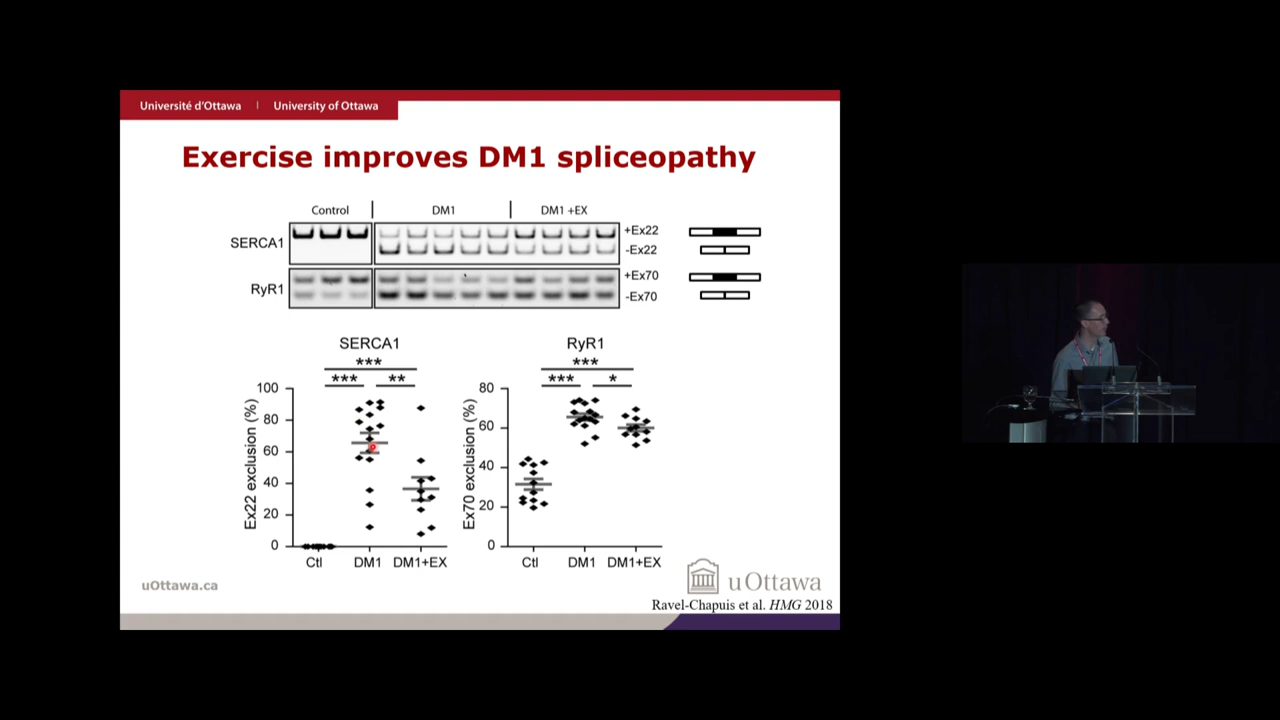 Université d'Ottawa | University of Ottawa
Exercise improves DM1 spliceopathy
Control DM1 DM1 +EX
SERCA1 +Ex22
-Ex22
RyR1 +Ex70
-Ex70
SERCA1
***
*** **
100
80
60
40
20
0
Ex22 exclusion (%)
Ctl DM1 DM1+EX
RyR1
***
*** *
80
60
40
20
0
Ex70 exclusion (%)
Ctl DM1 DM1+EX
uOttawa.ca
uOttawa
Ravel-Chapuis et al. HMG 2018